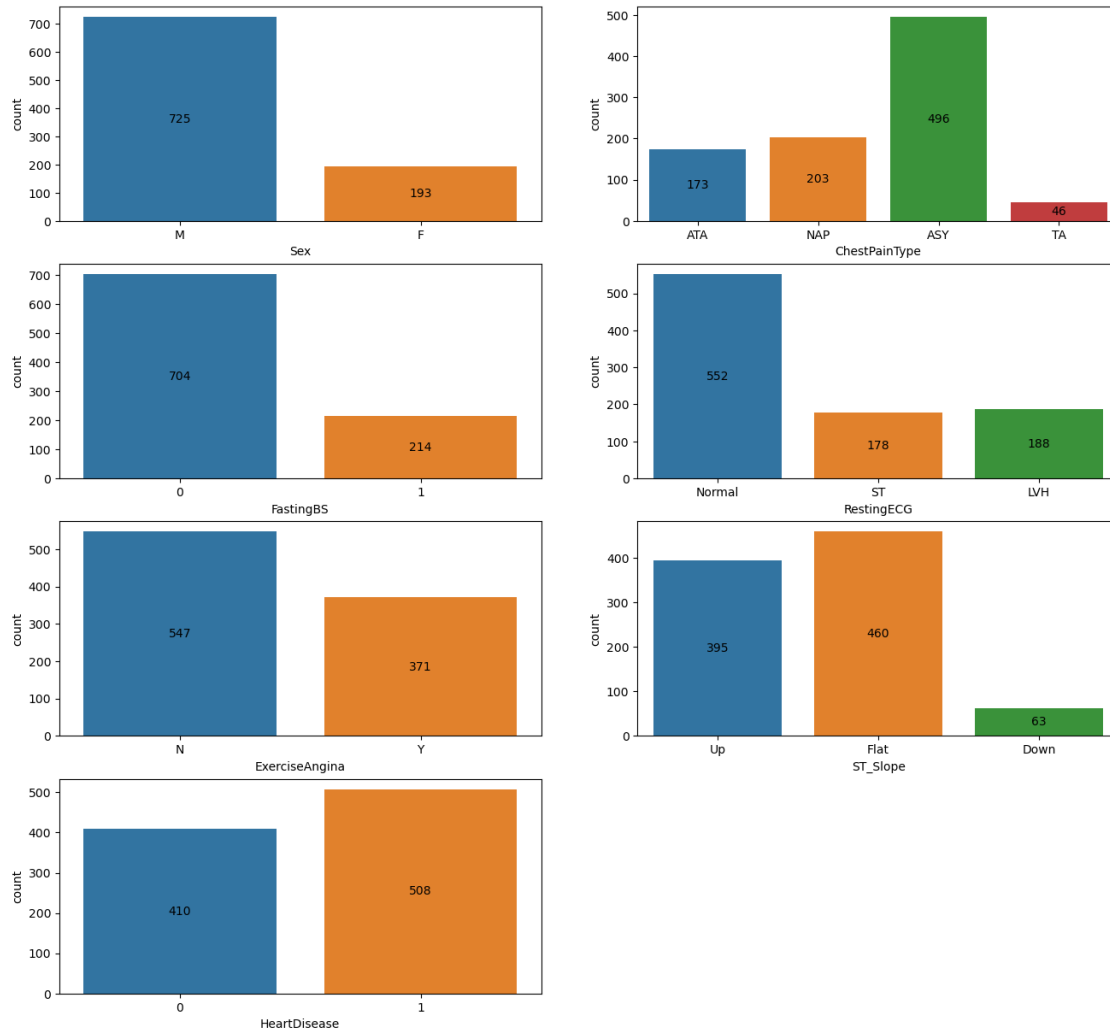 count
700
600
500
400
300
200
100
0
725
193
M
F
Sex
count
500
400
300
200
100
0
173
203
496
46
ATA
NAP
ASY
TA
ChestPainType
count
700
600
500
400
300
200
100
0
704
214
0
1
FastingBS
count
500
400
300
200
100
0
552
178
188
Normal
ST
LVH
RestingECG
count
500
400
300
200
100
0
547
371
N
Y
ExerciseAngina
count
400
300
200
100
0
395
460
63
Up
Flat
Down
ST_Slope
count
500
400
300
200
100
0
410
508
0
1
HeartDisease